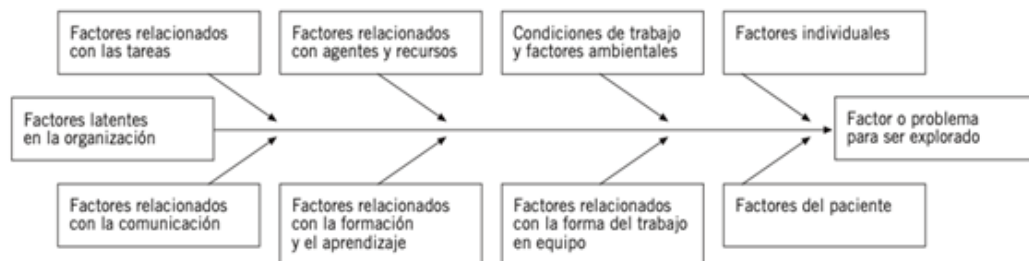 Factores relacionados
con las tareas
Factores relacionados
con agentes y recursos
Condiciones de trabajo
y factores ambientales
Factores individuales
Factores latentes
en la organización
Factor o problema
para ser explorado
Factores relacionados
con la comunicación
Factores relacionados
con la formación
y el aprendizaje
Factores relacionados
con la forma del trabajo
en equipo
Factores del paciente